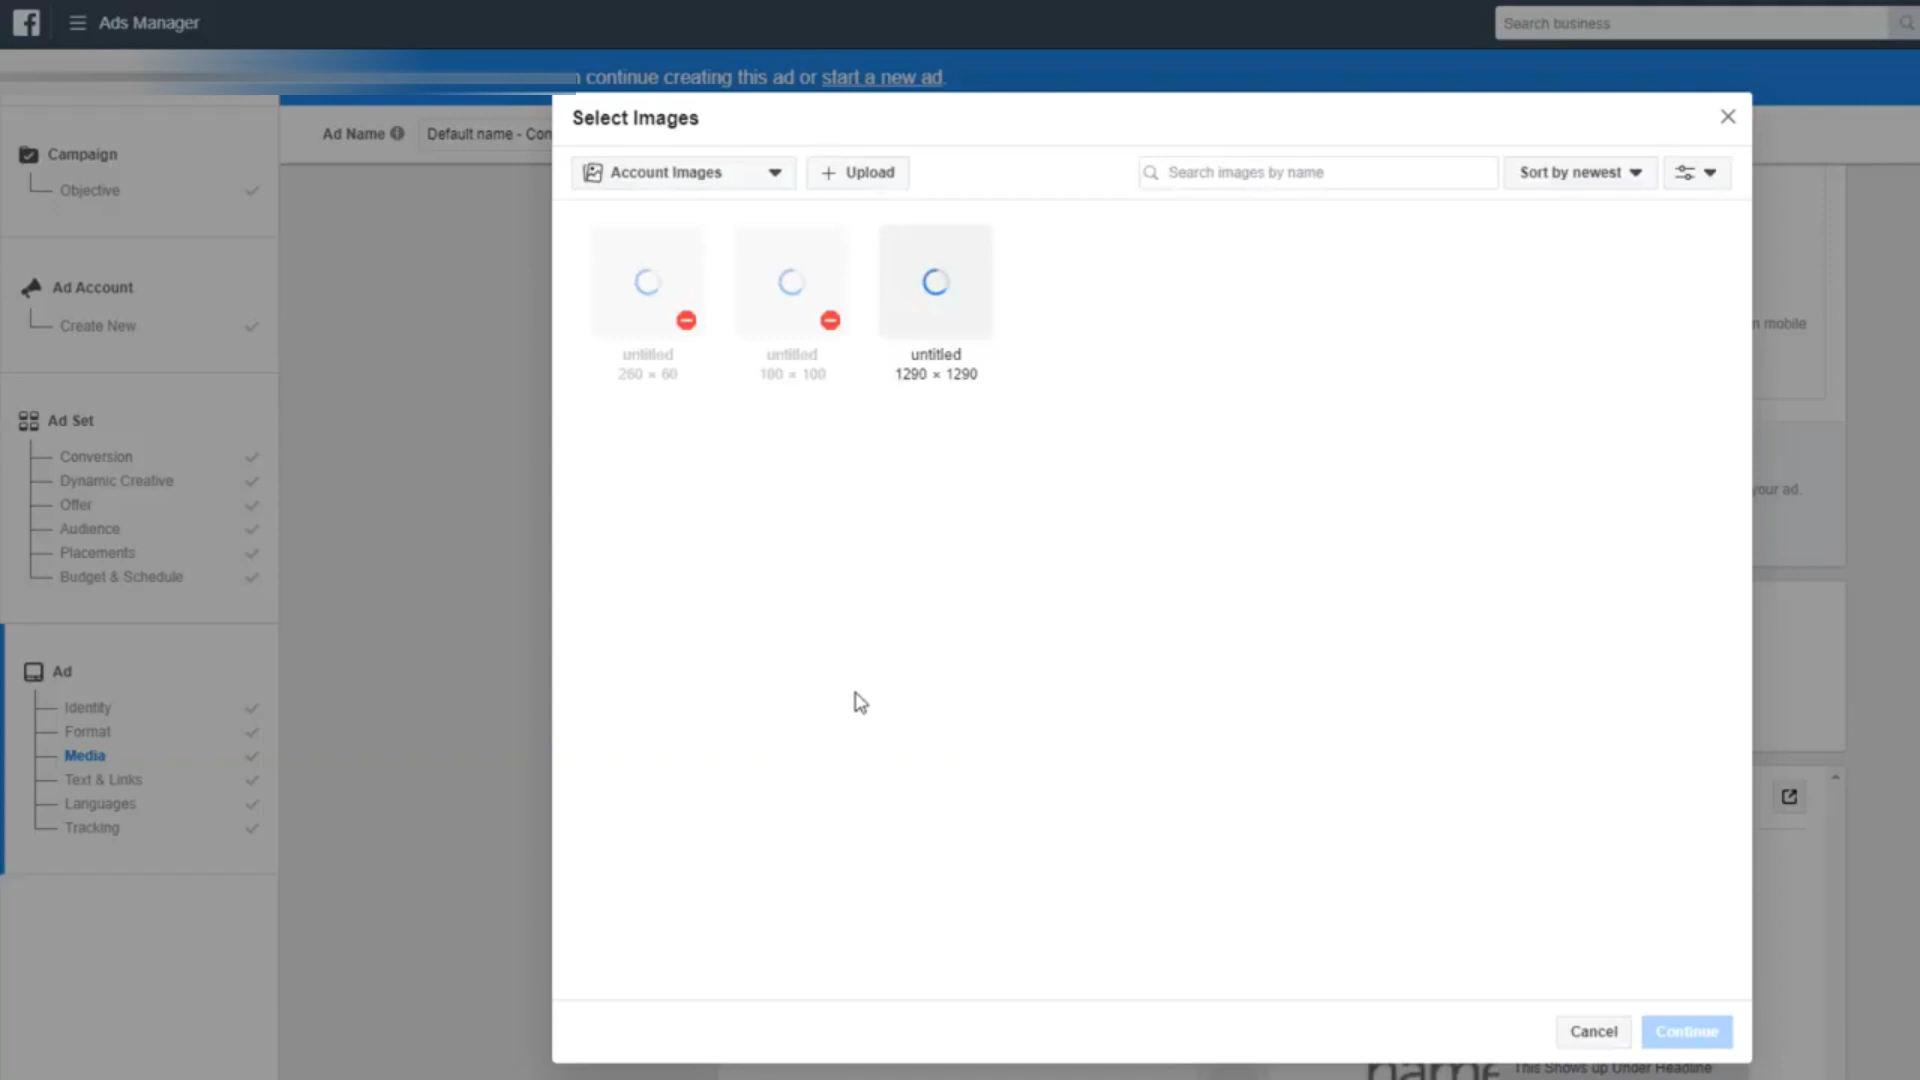 Ads Manager
Search business
continue creating this ad or start a new ad.
Select Images
Ad Name
Default name - Con
Campaign
Objective
Account Images
+ Upload
Search images by name
Sort by newest
Ad Account
Create New
untitled
260 × 60
untitled
100 × 100
untitled
1290 × 1290
n mobile
Ad Set
Conversion
Dynamic Creative
Offer
Audience
Placements
Budget & Schedule
your ad.
Ad
Identity
Format
Media
Text & Links
Languages
Tracking
Cancel
Continue
name
This Shows up Under Headline